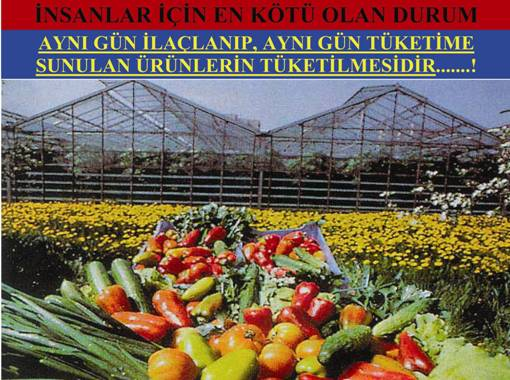 İNSANLAR İÇİN EN KÖTÜ OLAN DURUM
AYNI GÜN İLAÇLANIP, AYNI GÜN TÜKETİME
SUNULAN ÜRÜNLERİN TÜKETİLMESİDİR.......!